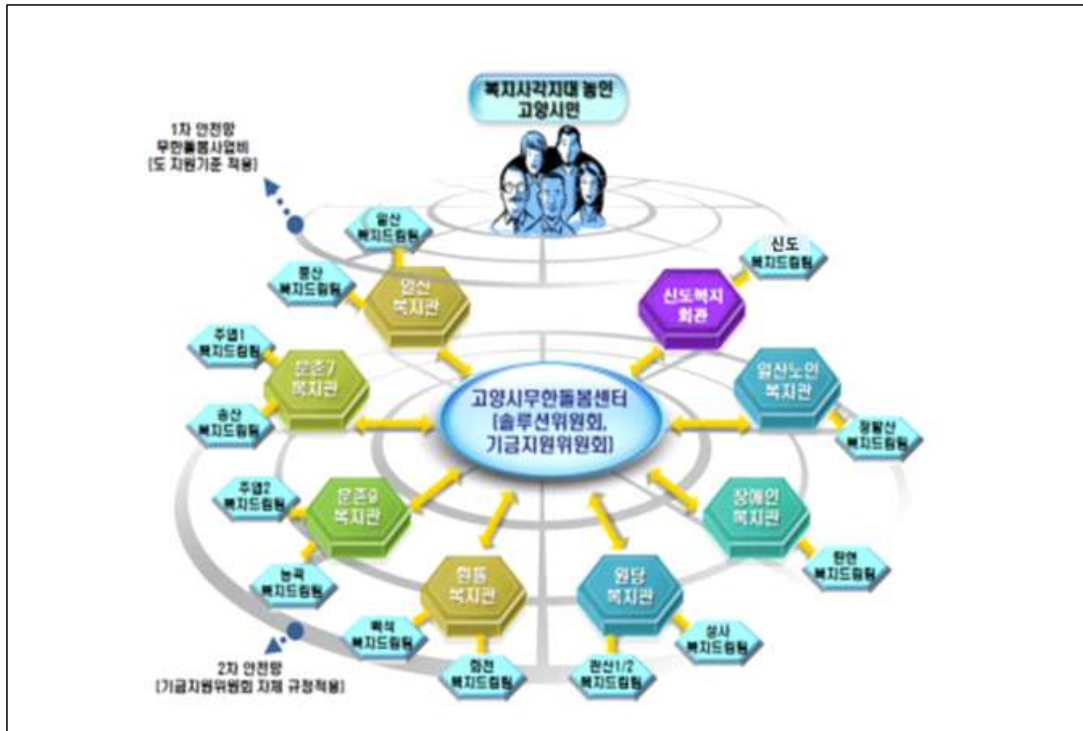 복지사각지대 놓인
고양시민
1차 안전망
무한돌봄사업비
(도 지원기준 적용)
일산
복지드림팀
신도
복지드림팀
풍산
복지드림팀
일산
복지관
신도복지
회관
주엽1
복지드림팀
문촌7
복지관
고양시무한돌봄센터
(솔루션위원회,
기금지원위원회)
일산노인
복지관
송산
복지드림팀
정발산
복지드림팀
주엽2
복지드림팀
문촌9
복지관
장애인
복지관
능곡
복지드림팀
흰돌
복지관
원당
복지관
복지드림팀
백석
복지드림팀
성사
복지드림팀
화전
복지드림팀
관산1/2
복지드림팀
2차 안전망
(기금지원위원회 자체 규정적용)